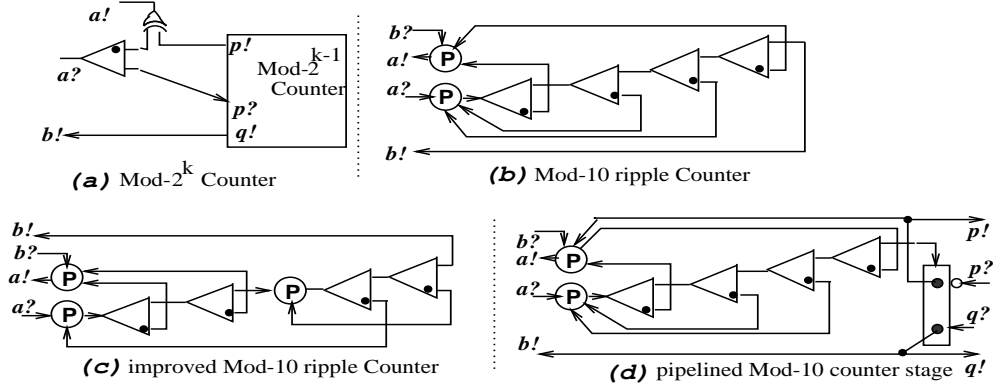 a!
a?
p!
k-1
Mod-2
Counter
p?
q!
b!
(a) Mod-2^k Counter
b?
a!
P
a?
P
b!
(b) Mod-10 ripple Counter
b!
b?
a!
P
a?
P
P
(c) improved Mod-10 ripple Counter
b?
a!
P
a?
P
p!
p?
q?
b!
q!
(d) pipelined Mod-10 counter stage